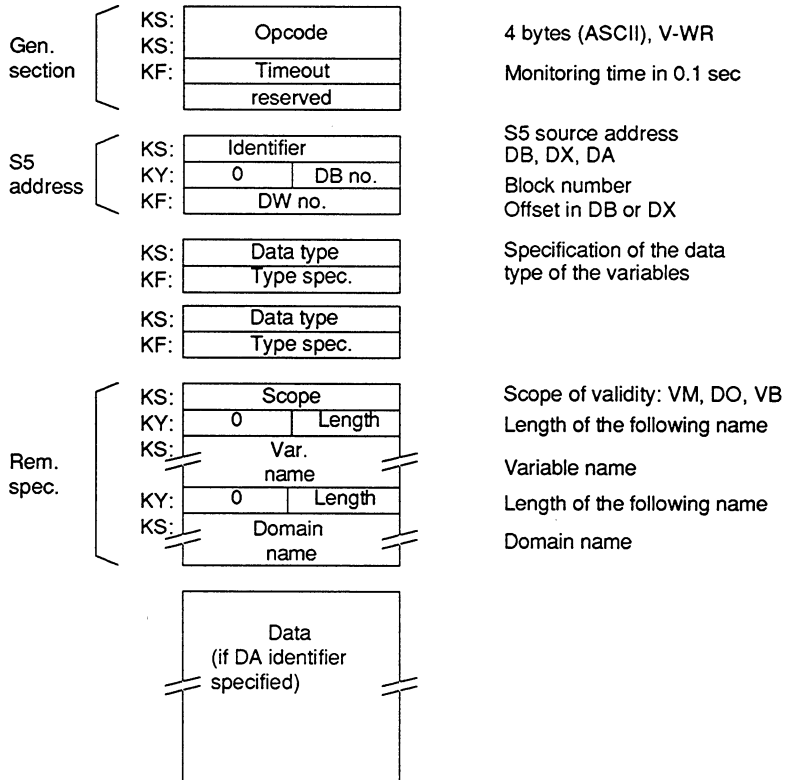 Gen.
section
KS:
KS:
Opcode
4 bytes (ASCII), V-WR
KF:
Timeout
Monitoring time in 0.1 sec
reserved
S5
address
KS:
Identifier
S5 source address
DB, DX, DA
KY:
0
DB no.
Block number
KF:
DW no.
Offset in DB or DX
KS:
Data type
Specification of the data
KF:
Type spec.
type of the variables
KS:
Data type
KF:
Type spec.
Rem.
spec.
KS:
Scope
Scope of validity: VM, DO, VB
KY:
0
Length
Length of the following name
KS:
Var.
name
Variable name
KY:
0
Length
Length of the following name
KS:
Domain
name
Domain name
Data
(if DA identifier
specified)